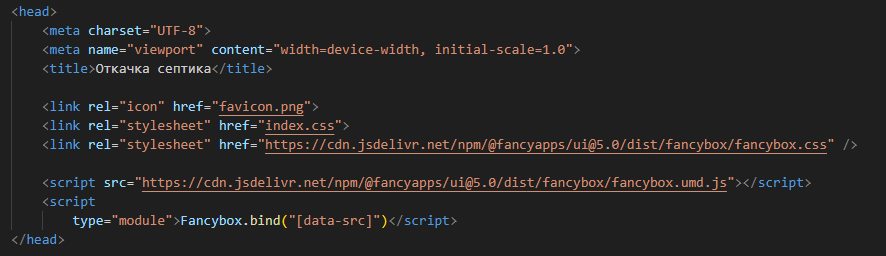 <head>
<meta charset="UTF-8">
<meta name="viewport" content="width=device-width, initial-scale=1.0">
<title>Откачка септика</title>
<link rel="icon" href="favicon.png">
<link rel="stylesheet" href="index.css">
<link rel="stylesheet" href="https://cdn.jsdelivr.net/npm/@fancyapps/ui@5.0/dist/fancybox/fancybox.css" />
<script src="https://cdn.jsdelivr.net/npm/@fancyapps/ui@5.0/dist/fancybox/fancybox.umd.js"></script>
<script
type="module">Fancybox.bind("[data-src]")</script>
</head>